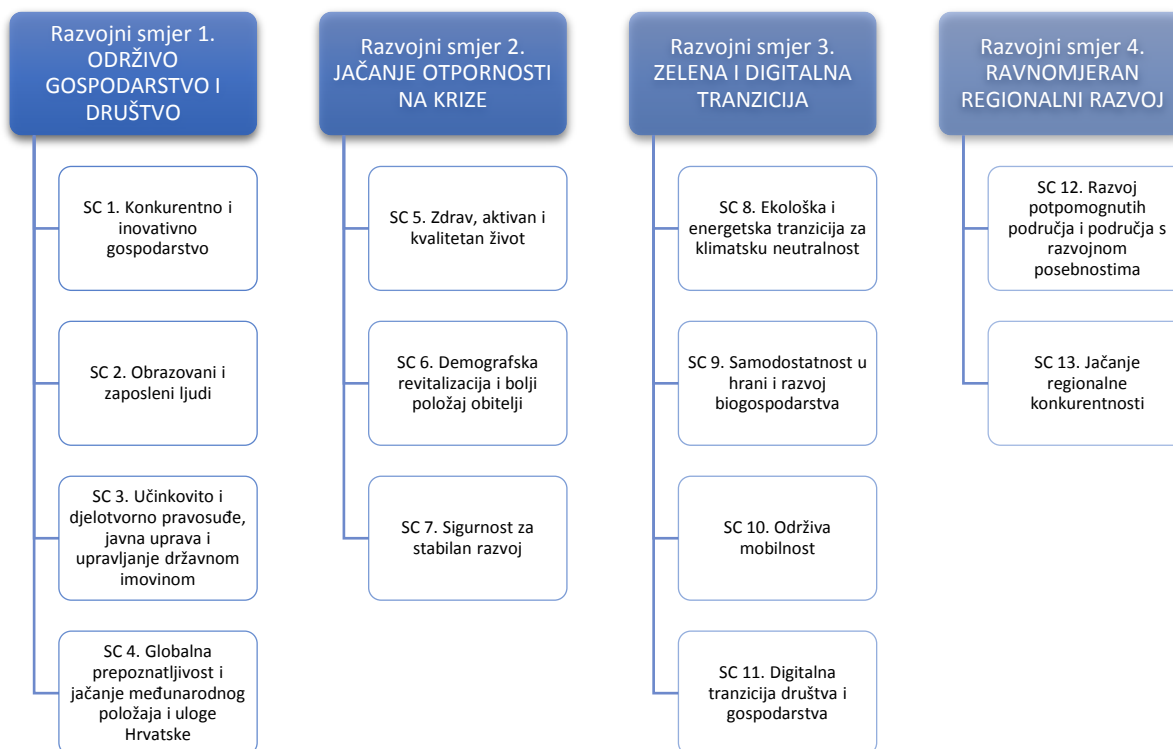 Razvojni smjer 1.
ODRŽIVO
GOSPODARSTVO I
DRUŠTVO
SC 1. Konkurentno i
inovativno
gospodarstvo
SC 2. Obrazovani i
zaposleni ljudi
SC 3. Učinkovito i
djelotvorno pravosuđe,
javna uprava i
upravljanje državnom
imovinom
SC 4. Globalna
prepoznatljivost i
jačanje međunarodnog
položaja i uloge
Hrvatske
Razvojni smjer 2.
JAČANJE OTPORNOSTI
NA KRIZE
SC 5. Zdrav, aktivan i
kvalitetan život
SC 6. Demografska
revitalizacija i bolji
položaj obitelji
SC 7. Sigurnost za
stabilan razvoj
Razvojni smjer 3.
ZELENA I DIGITALNA
TRANZICIJA
SC 8. Ekološka i
energetska tranzicija za
klimatsku neutralnost
SC 9. Samodostatnost u
hrani i razvoj
biogospodarstva
SC 10. Održiva
mobilnost
SC 11. Digitalna
tranzicija društva i
gospodarstva
Razvojni smjer 4.
RAVNOMJERAN
REGIONALNI RAZVOJ
SC 12. Razvoj
potpomognutih
područja i područja s
razvojnom
posebnostima
SC 13. Jačanje
regionalne
konkurentnosti